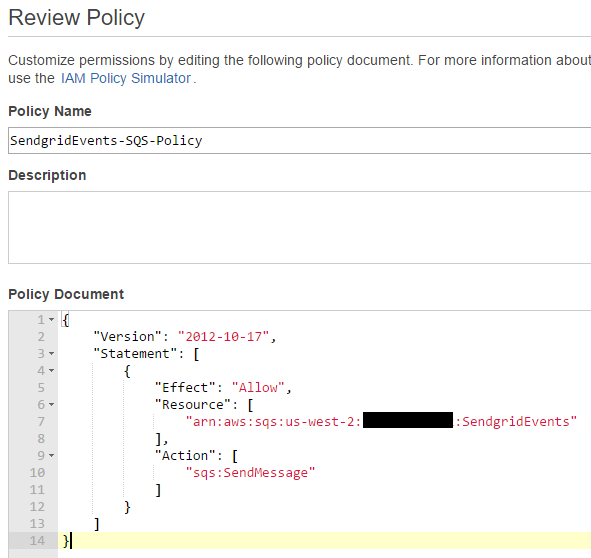 Review Policy
Customize permissions by editing the following policy document. For more information about
use the IAM Policy Simulator.
Policy Name
SendgridEvents-SQS-Policy
Description
Policy Document
1 {
2 "Version": "2012-10-17",
3 "Statement": [
4 {
5 "Effect": "Allow",
6 "Resource": [
7 "arn:aws:sqs:us-west-2: :SendgridEvents"
8 ],
9 "Action": [
10 "sqs:SendMessage"
11 ]
12 }
13 ]
14 }